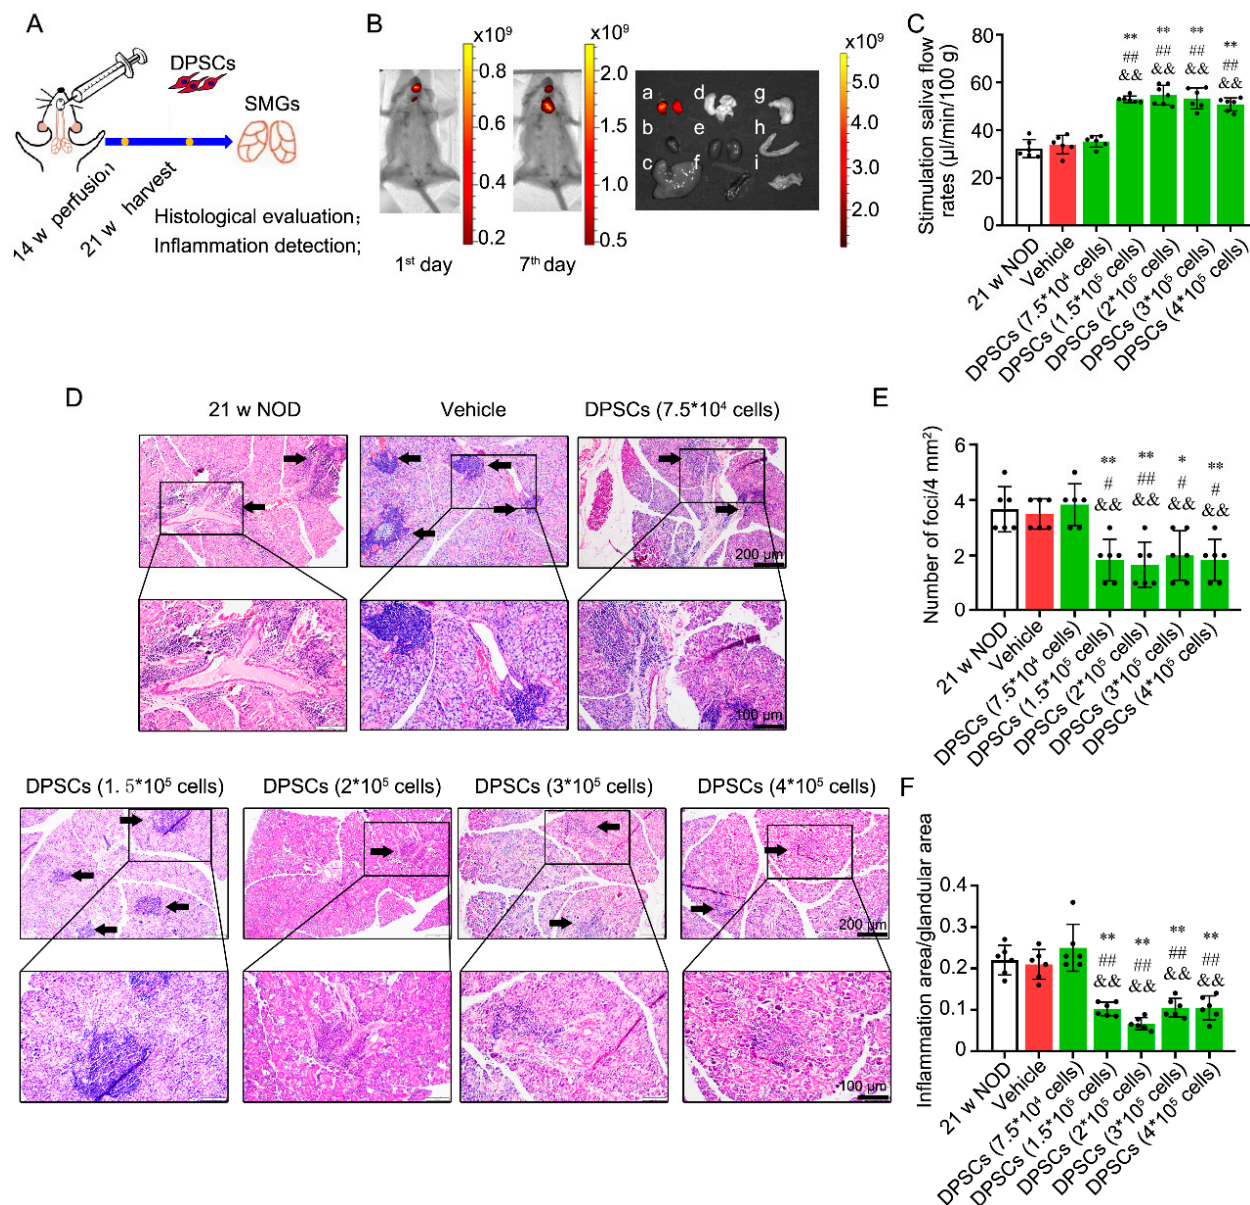 A
DPSCs
SMGs
14 w perfusion
21 w harvest
Histological evaluation;
Inflammation detection;
B
x10⁹
0.8
0.6
0.4
0.2
1st day
x10⁹
2.0
1.5
1.0
0.5
7th day
a d g
b e h
c f i
x10⁹
5.0
4.0
3.0
2.0
C
Stimulation saliva flow
rates (µl/min/100 g)
80
60
40
20
0
** ** ** **
## ## ## ##
&& && && &&
21 w NOD
Vehicle
DPSCs (7.5*10⁴ cells)
DPSCs (1.5*10⁵ cells)
DPSCs (2*10⁵ cells)
DPSCs (3*10⁵ cells)
DPSCs (4*10⁵ cells)
D
21 w NOD
Vehicle
DPSCs (7.5*10⁴ cells)
200 µm
100 µm
DPSCs (1.5*10⁵ cells)
DPSCs (2*10⁵ cells)
DPSCs (3*10⁵ cells)
DPSCs (4*10⁵ cells)
200 µm
100 µm
E
Number of foci/4 mm²
6
4
2
0
** ** * **
# ## # #
&& && && &&
21 w NOD
Vehicle
DPSCs (7.5*10⁴ cells)
DPSCs (1.5*10⁵ cells)
DPSCs (2*10⁵ cells)
DPSCs (3*10⁵ cells)
DPSCs (4*10⁵ cells)
F
Inflammation area/glandular area
0.4
0.3
0.2
0.1
0
** ** ** **
## ## ## ##
&& && && &&
21 w NOD
Vehicle
DPSCs (7.5*10⁴ cells)
DPSCs (1.5*10⁵ cells)
DPSCs (2*10⁵ cells)
DPSCs (3*10⁵ cells)
DPSCs (4*10⁵ cells)